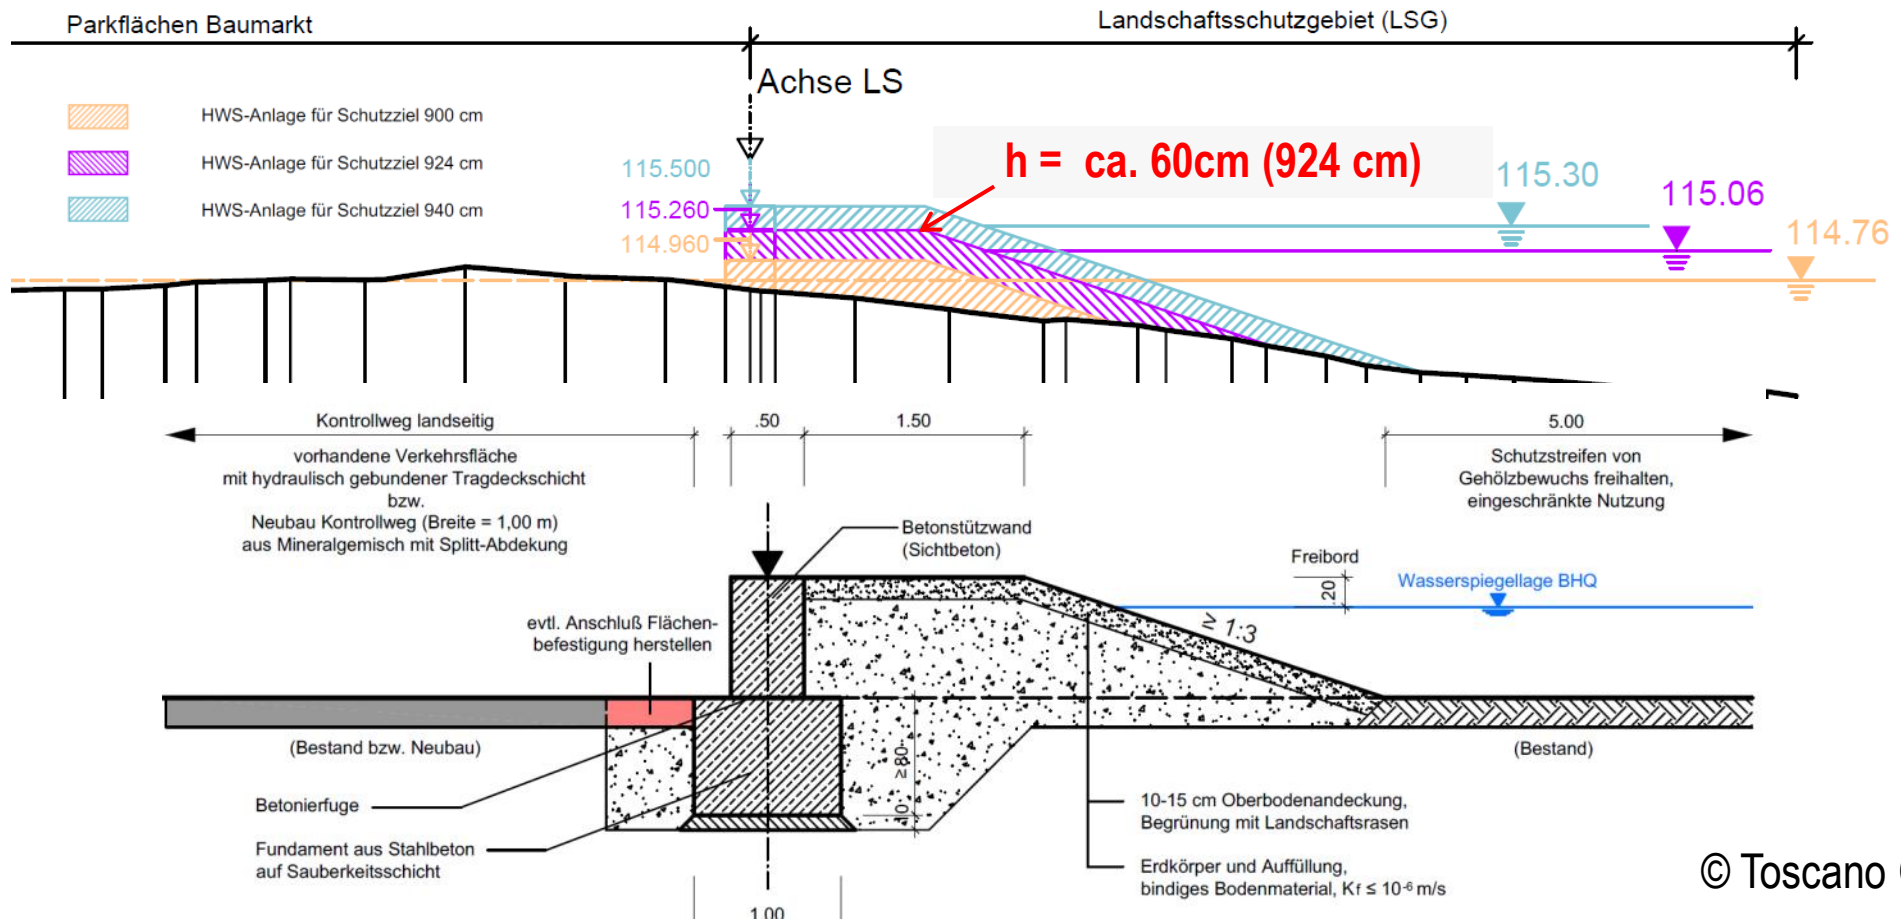 Parkflächen Baumarkt
Landschaftsschutzgebiet (LSG)
Achse LS
HWS-Anlage für Schutzziel 900 cm
HWS-Anlage für Schutzziel 924 cm
HWS-Anlage für Schutzziel 940 cm
115.500
115.260
114.960
h = ca. 60cm (924 cm)
115.30
115.06
114.76
Kontrollweg landseitig
.50
1.50
5.00
vorhandene Verkehrsfläche
mit hydraulisch gebundener Tragdeckschicht
bzw.
Neubau Kontrollweg (Breite = 1,00 m)
aus Mineralgemisch mit Splitt-Abdekung
Schutzstreifen von
Gehölzbewuchs freihalten,
eingeschränkte Nutzung
Betonstützwand
(Sichtbeton)
Freibord
.20
Wasserspiegellage BHQ
≥ 1:3
evtl. Anschluß Flächen-
befestigung herstellen
(Bestand bzw. Neubau)
(Bestand)
≥80
10
Betonierfuge
Fundament aus Stahlbeton
auf Sauberkeitsschicht
10-15 cm Oberbodenandeckung,
Begrünung mit Landschaftsrasen
Erdkörper und Auffüllung,
bindiges Bodenmaterial, Kf ≤ 10⁻⁶ m/s
1.00
© Toscano